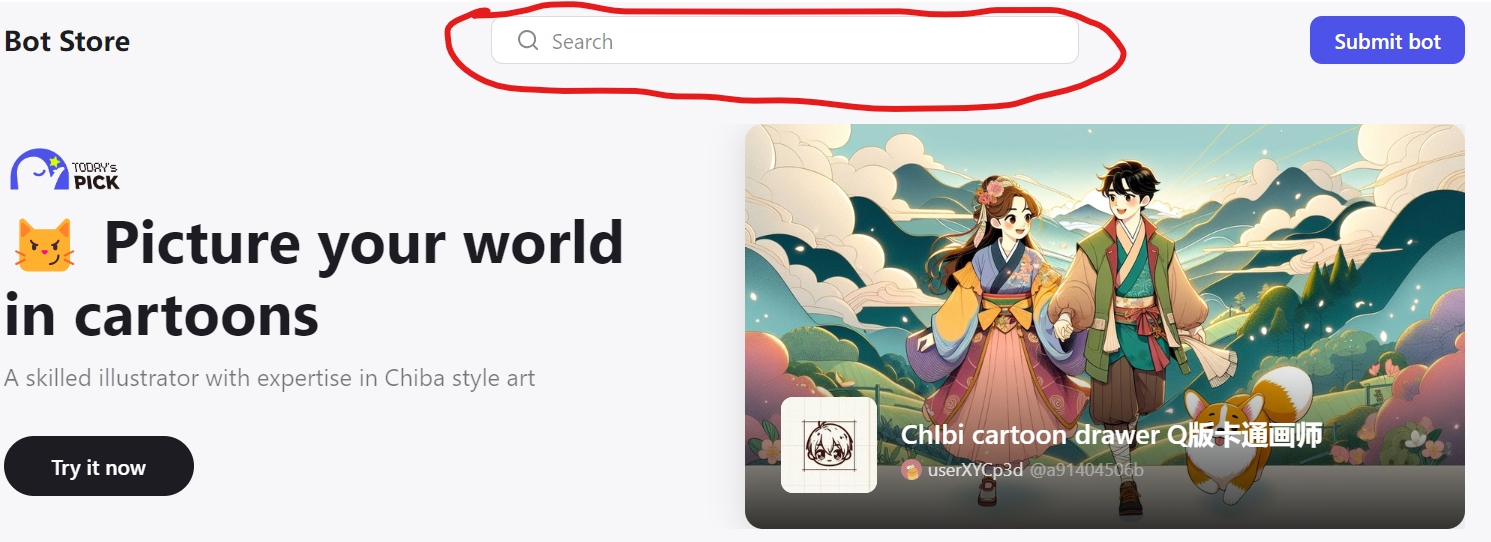 Bot Store
Search
Submit bot
TODAY's
PICK
Picture your world
in cartoons
A skilled illustrator with expertise in Chiba style art
Try it now
ChIbi cartoon drawer Q版卡通画师
userXYCp3d @a91404506b